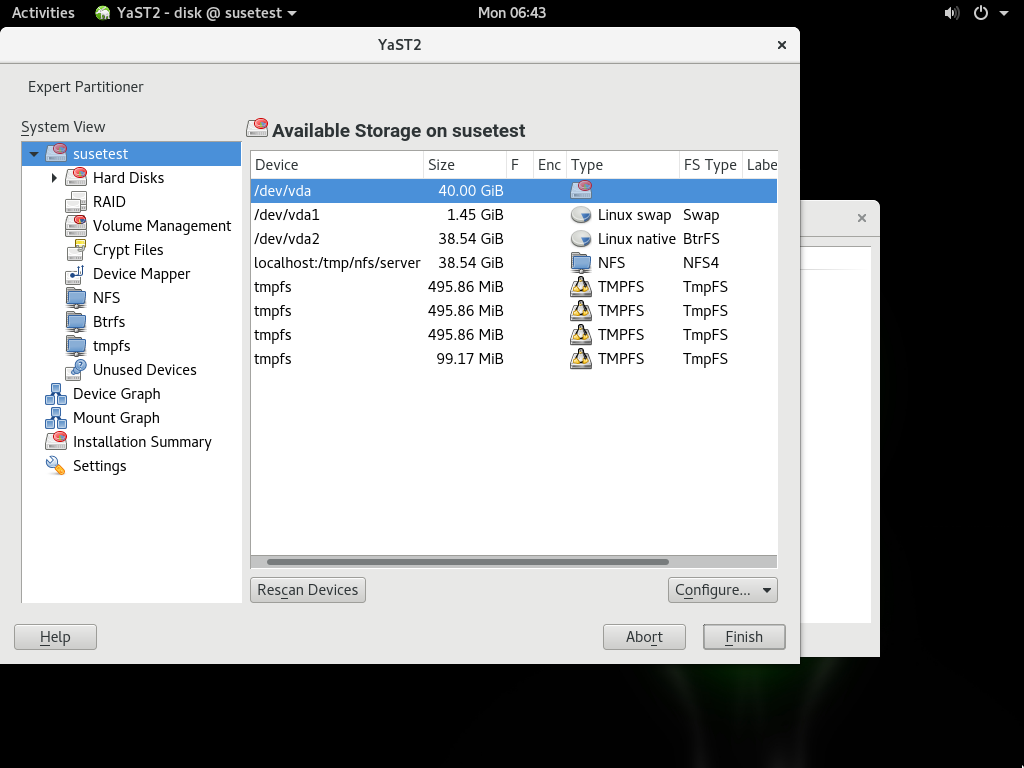 Activities YaST2 - disk @ susetest Mon 06:43
YaST2
Expert Partitioner
System View
susetest
Hard Disks
RAID
Volume Management
Crypt Files
Device Mapper
NFS
Btrfs
tmpfs
Unused Devices
Device Graph
Mount Graph
Installation Summary
Settings
Available Storage on susetest
Device Size F Enc Type FS Type Labe
/dev/vda 40.00 GiB
/dev/vda1 1.45 GiB Linux swap Swap
/dev/vda2 38.54 GiB Linux native BtrFS
localhost:/tmp/nfs/server 38.54 GiB NFS NFS4
tmpfs 495.86 MiB TMPFS TmpFS
tmpfs 495.86 MiB TMPFS TmpFS
tmpfs 495.86 MiB TMPFS TmpFS
tmpfs 99.17 MiB TMPFS TmpFS
Rescan Devices Configure...
Help Abort Finish